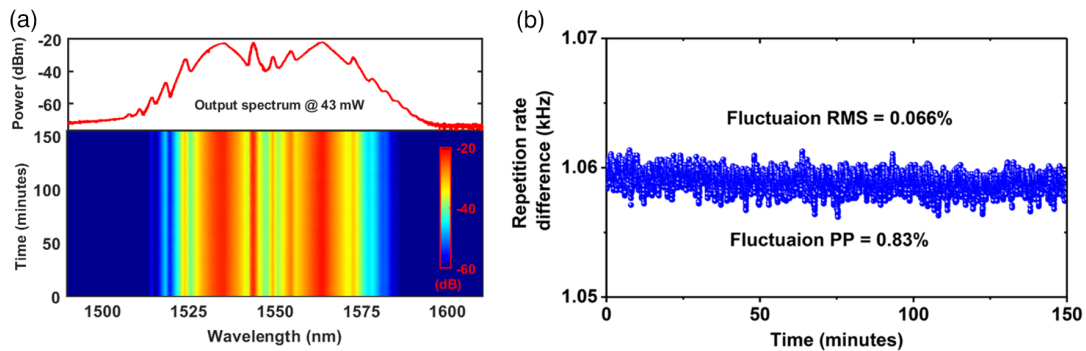 (a)
Power (dBm)
-20
-40
-60
Output spectrum @ 43 mW
Time (minutes)
150
100
50
0
-20
-40
-60
(dB)
1500
1525
1550
1575
1600
Wavelength (nm)
(b)
Repetition rate
difference (kHz)
1.07
1.06
1.05
Fluctuaion RMS = 0.066%
Fluctuaion PP = 0.83%
0
50
100
150
Time (minutes)